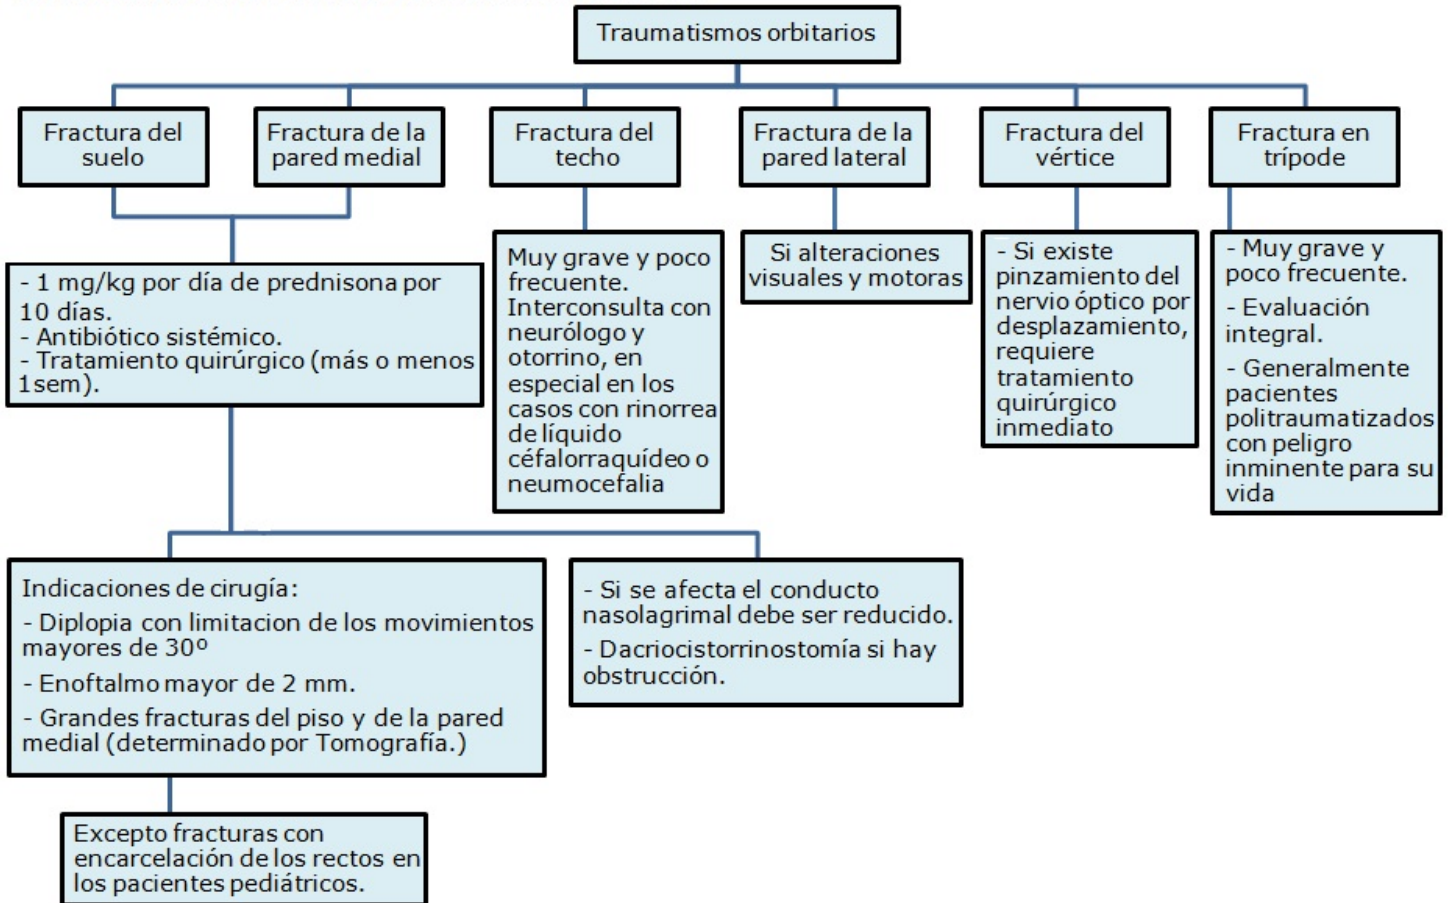 Traumatismos orbitarios
Fractura del
suelo
Fractura de la
pared medial
Fractura del
techo
Fractura de la
pared lateral
Fractura del
vértice
Fractura en
trípode
- 1 mg/kg por día de prednisona por
10 días.
- Antibiótico sistémico.
- Tratamiento quirúrgico (más o menos
1sem).
Muy grave y poco
frecuente.
Interconsulta con
neurólogo y
otorrino, en
especial en los
casos con rinorrea
de líquido
céfalorraquídeo o
neumocefalia
Si alteraciones
visuales y motoras
- Si existe
pinzamiento del
nervio óptico por
desplazamiento,
requiere
tratamiento
quirúrgico
inmediato
- Muy grave y
poco frecuente.
- Evaluación
integral.
- Generalmente
pacientes
politraumatizados
con peligro
inminente para su
vida
Indicaciones de cirugía:
- Diplopia con limitacion de los movimientos
mayores de 30º
- Enoftalmo mayor de 2 mm.
- Grandes fracturas del piso y de la pared
medial (determinado por Tomografía.)
- Si se afecta el conducto
nasolagrimal debe ser reducido.
- Dacriocistorrinostomía si hay
obstrucción.
Excepto fracturas con
encarcelación de los rectos en
los pacientes pediátricos.